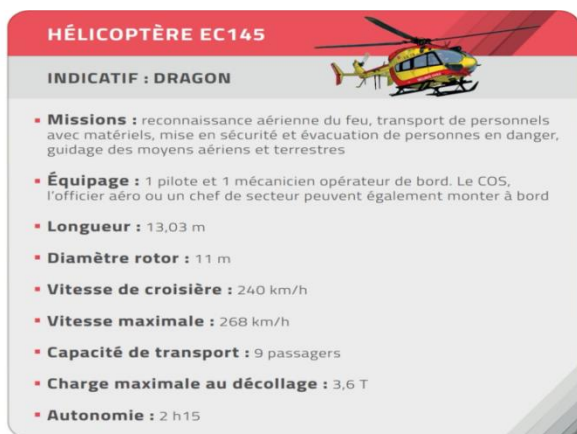 HÉLICOPTÈRE EC145
INDICATIF : DRAGON
▪ Missions : reconnaissance aérienne du feu, transport de personnels
avec matériels, mise en sécurité et évacuation de personnes en danger,
guidage des moyens aériens et terrestres
▪ Équipage : 1 pilote et 1 mécanicien opérateur de bord. Le COS,
l’officier aéro ou un chef de secteur peuvent également monter à bord
▪ Longueur : 13,03 m
▪ Diamètre rotor : 11 m
▪ Vitesse de croisière : 240 km/h
▪ Vitesse maximale : 268 km/h
▪ Capacité de transport : 9 passagers
▪ Charge maximale au décollage : 3,6 T
▪ Autonomie : 2 h15